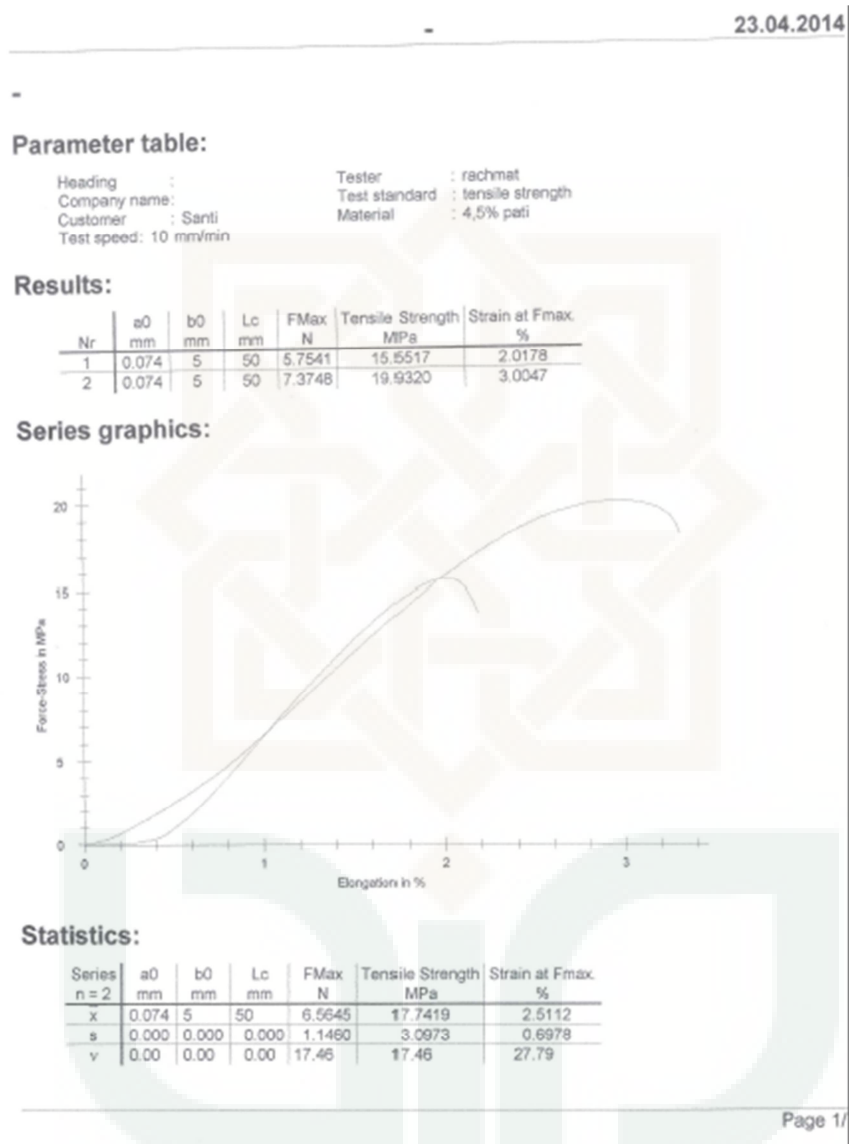 -
23.04.2014
-
Parameter table:
Heading :
Company name:
Customer : Santi
Test speed: 10 mm/min
Tester : rachmat
Test standard : tensile strength
Material : 4,5% pati
Results:
Nr a0 mm b0 mm Lc mm FMax N Tensile Strength MPa Strain at Fmax. %
1 0.074 5 50 5.7541 15.5517 2.0178
2 0.074 5 50 7.3748 19.9320 3.0047
Series graphics:
20
15
10
5
0
Force-Stress in MPa
0 1 2 3
Elongation in %
Statistics:
Series a0 b0 Lc FMax Tensile Strength Strain at Fmax.
n = 2 mm mm mm N MPa %
x̄ 0.074 5 50 6.5645 17.7419 2.5112
s 0.000 0.000 0.000 1.1460 3.0973 0.6978
v 0.00 0.00 0.00 17.46 17.46 27.79
Page 1/